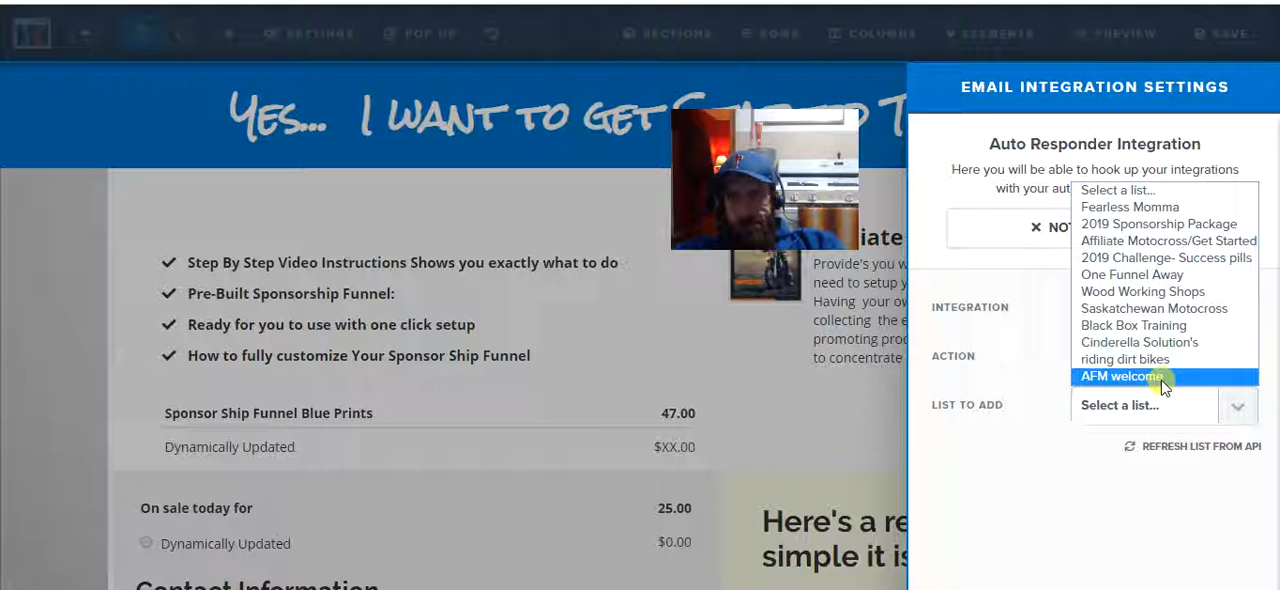 SETTINGS POP UP SECTIONS ROWS COLUMNS ELEMENTS PREVIEW SAVE
EMAIL INTEGRATION SETTINGS
Yes... I want to get
Auto Responder Integration
Here you will be able to hook up your integrations
with your aut
NOT
Select a list...
Fearless Momma
2019 Sponsorship Package
Affiliate Motocross/Get Started
2019 Challenge- Success pills
One Funnel Away
Wood Working Shops
Saskatchewan Motocross
Black Box Training
Cinderella Solution's
riding dirt bikes
AFM welcome
INTEGRATION
ACTION
LIST TO ADD
Select a list...
REFRESH LIST FROM API
Step By Step Video Instructions Shows you exactly what to do
Pre-Built Sponsorship Funnel:
Ready for you to use with one click setup
How to fully customize Your Sponsor Ship Funnel
iate
Provide's you w
need to setup y
Having your ow
collecting the e
promoting prod
to concentrate
Sponsor Ship Funnel Blue Prints 47.00
Dynamically Updated $XX.00
On sale today for 25.00
Dynamically Updated $0.00
Contact Information
Here's a re
simple it is